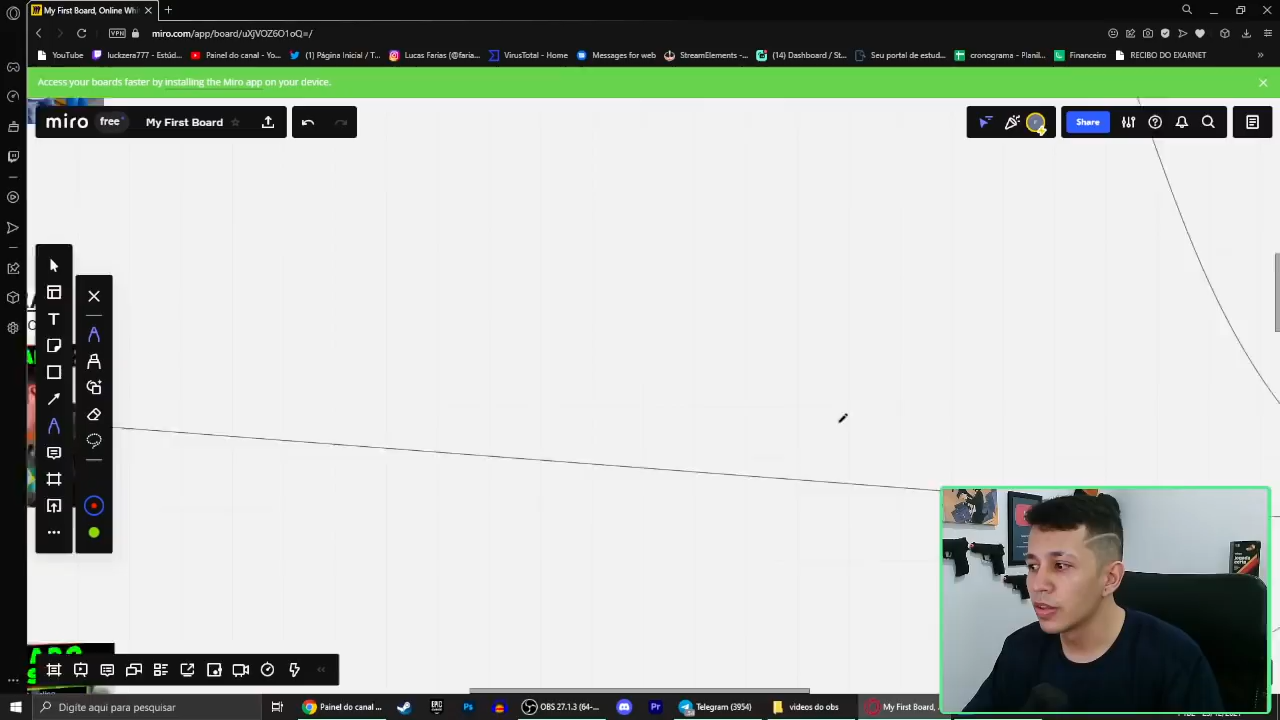 My First Board, Online Whi
miro.com/app/board/uXjVOZ6O1oQ=/
VPN
YouTube
luckzera777 - Estúd...
Painel do canal - ...
(1) Página Inicial / T...
Instagram
Lucas Farias (@faria...
VirusTotal - Home
Messages for web
StreamElements - ...
(14) Dashboard / St...
Seu portal de estud...
cronograma - Planil...
Financeiro
RECIBO DO EXARNET
Access your boards faster by installing the Miro app on your device.
miro
free
My First Board
Share
Digite aqui para pesquisar
Painel do canal ...
OBS 27.1.3 (64-...
Telegram (3954)
videos do obs
My First Board,